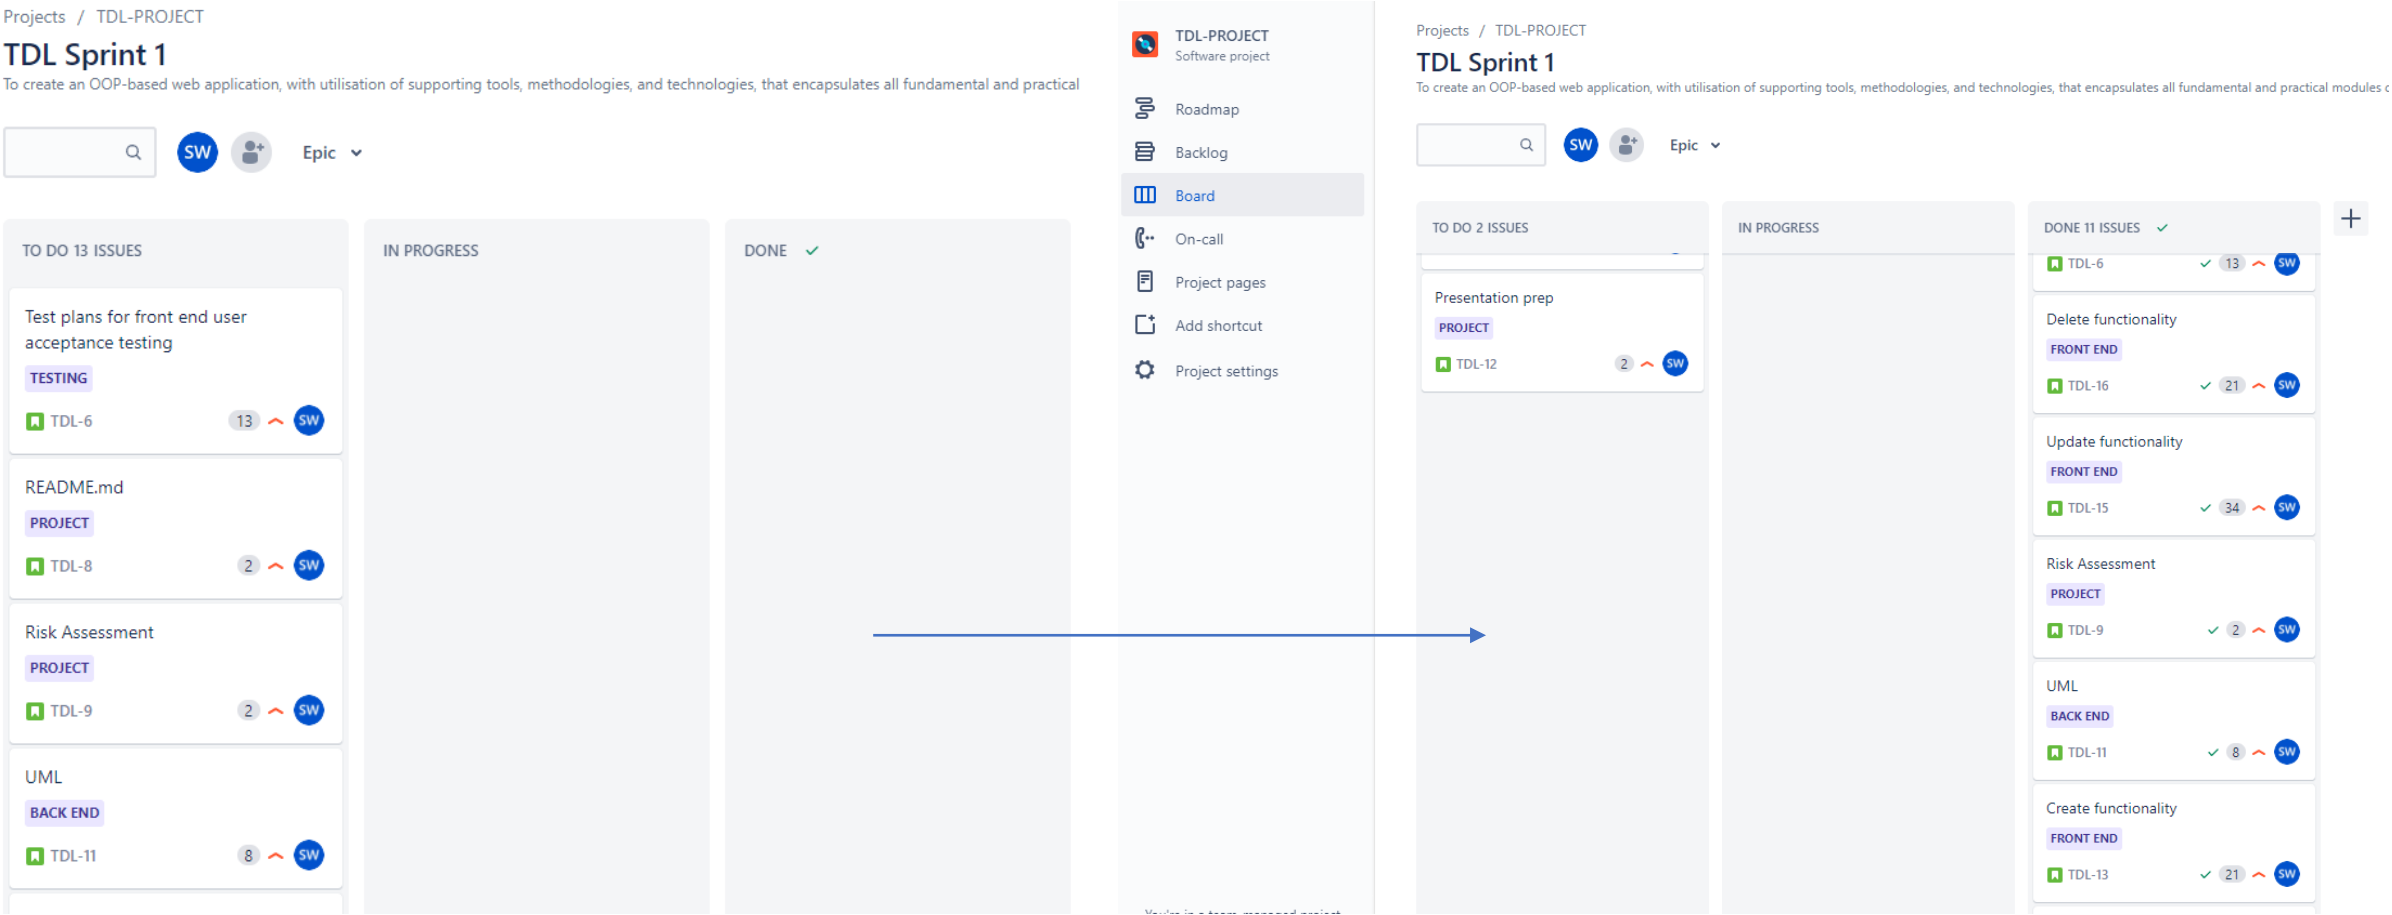 Projects / TDL-PROJECT
TDL Sprint 1
To create an OOP-based web application, with utilisation of supporting tools, methodologies, and technologies, that encapsulates all fundamental and practical
SW
Epic
TO DO 13 ISSUES
IN PROGRESS
DONE
Test plans for front end user
acceptance testing
TESTING
TDL-6 13 SW
README.md
PROJECT
TDL-8 2 SW
Risk Assessment
PROJECT
TDL-9 2 SW
UML
BACK END
TDL-11 8 SW
TDL-PROJECT
Software project
Roadmap
Backlog
Board
On-call
Project pages
Add shortcut
Project settings
You're in a team-managed project
Projects / TDL-PROJECT
TDL Sprint 1
To create an OOP-based web application, with utilisation of supporting tools, methodologies, and technologies, that encapsulates all fundamental and practical modules
SW
Epic
TO DO 2 ISSUES
IN PROGRESS
DONE 11 ISSUES
Presentation prep
PROJECT
TDL-12 2 SW
TDL-6 13 SW
Delete functionality
FRONT END
TDL-16 21 SW
Update functionality
FRONT END
TDL-15 34 SW
Risk Assessment
PROJECT
TDL-9 2 SW
UML
BACK END
TDL-11 8 SW
Create functionality
FRONT END
TDL-13 21 SW